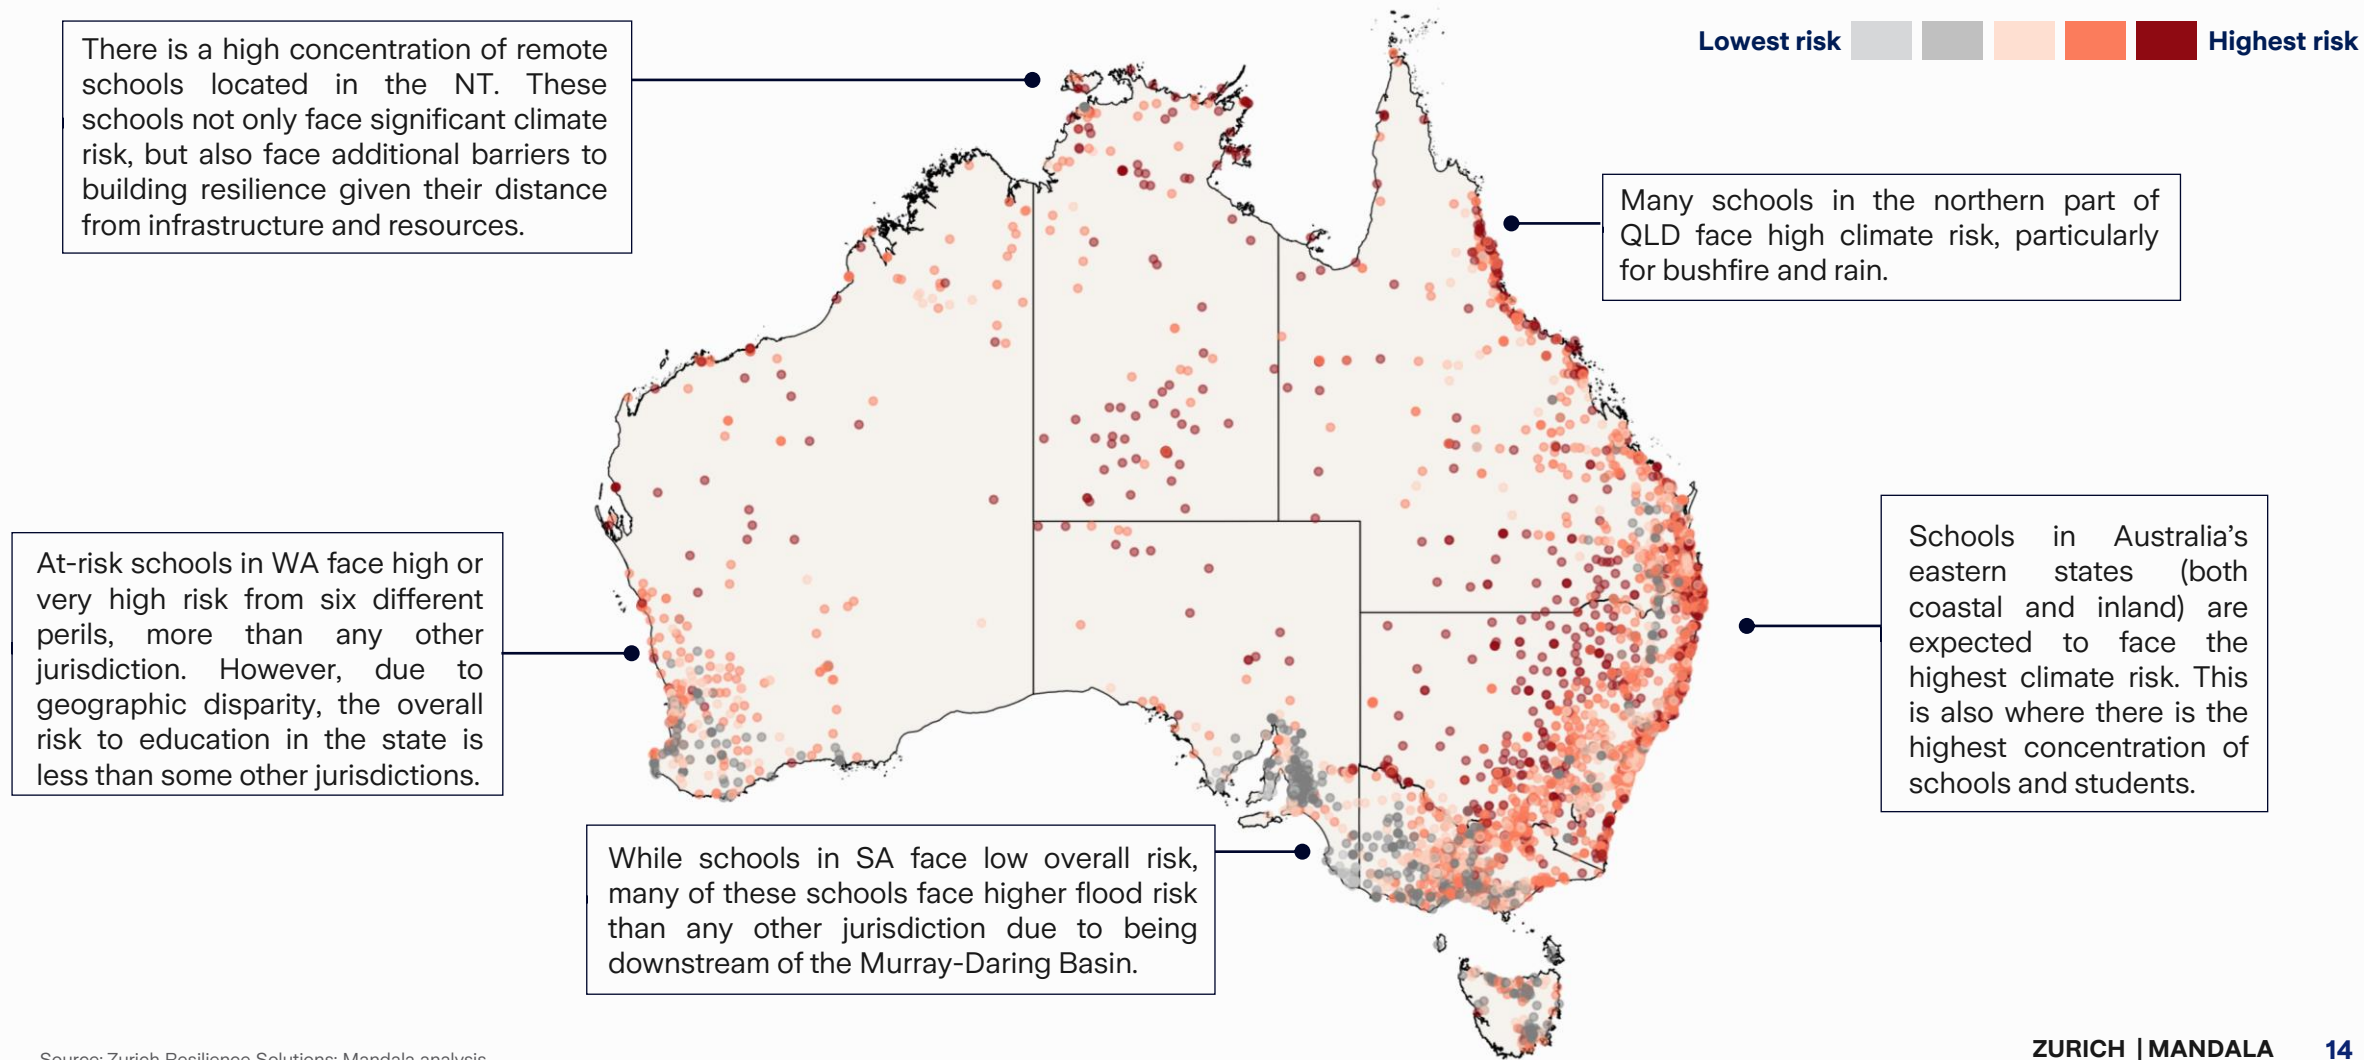 There is a high concentration of remote
schools located in the NT. These
schools not only face significant climate
risk, but also face additional barriers to
building resilience given their distance
from infrastructure and resources.
Lowest risk
Highest risk
Many schools in the northern part of
QLD face high climate risk, particularly
for bushfire and rain.
At-risk schools in WA face high or
very high risk from six different
perils, more than any other
jurisdiction. However, due to
geographic disparity, the overall
risk to education in the state is
less than some other jurisdictions.
Schools in Australia's
eastern states (both
coastal and inland) are
expected to face the
highest climate risk. This
is also where there is the
highest concentration of
schools and students.
While schools in SA face low overall risk,
many of these schools face higher flood risk
than any other jurisdiction due to being
downstream of the Murray-Daring Basin.
Source: Zurich Resilience Solutions; Mandala analysis
ZURICH | MANDALA 14